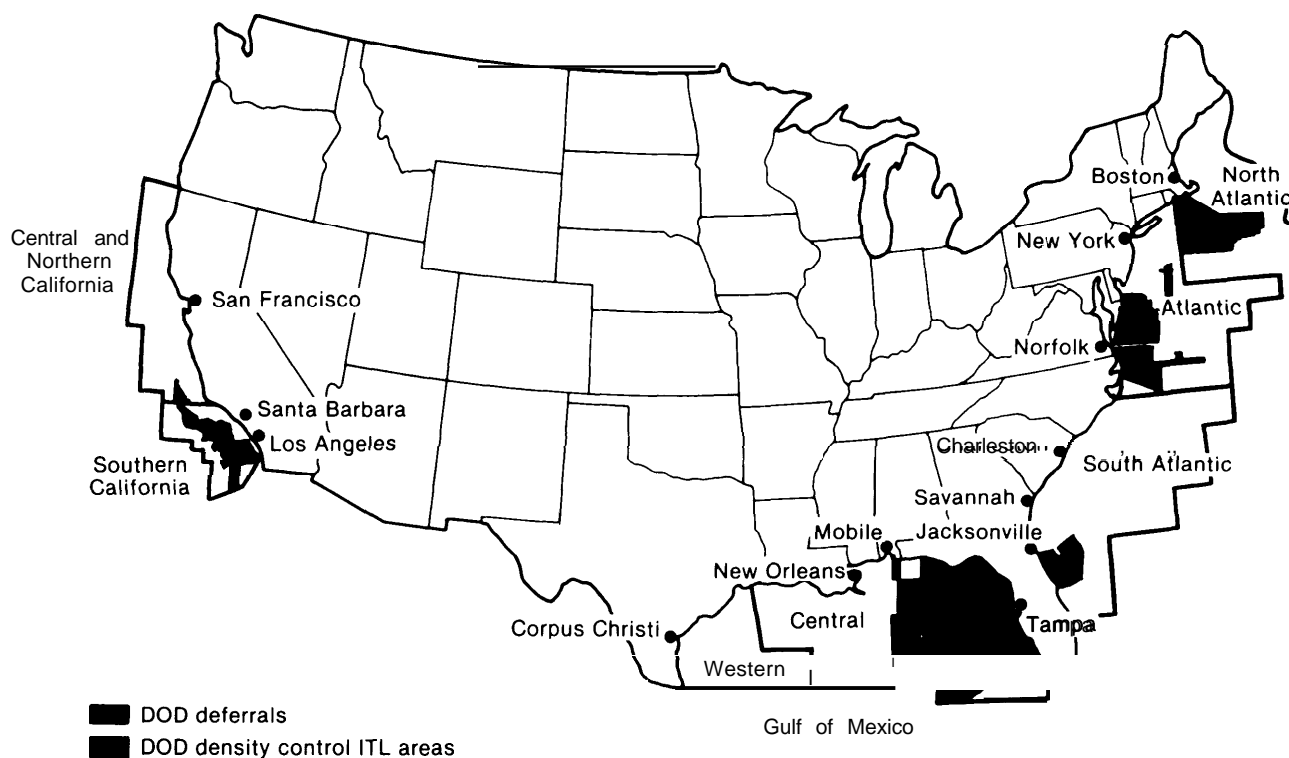 Boston
North
Atlantic
New York
Central and
Northern
California
San Francisco
Atlantic
Norfolk
Santa Barbara
Los Angeles
Southern
California
Charleston
South Atlantic
Savannah
Mobile
Jacksonville
New Orleans
Central
Tampa
Corpus Christi
Western
Gulf of Mexico
DOD deferrals
DOD density control ITL areas